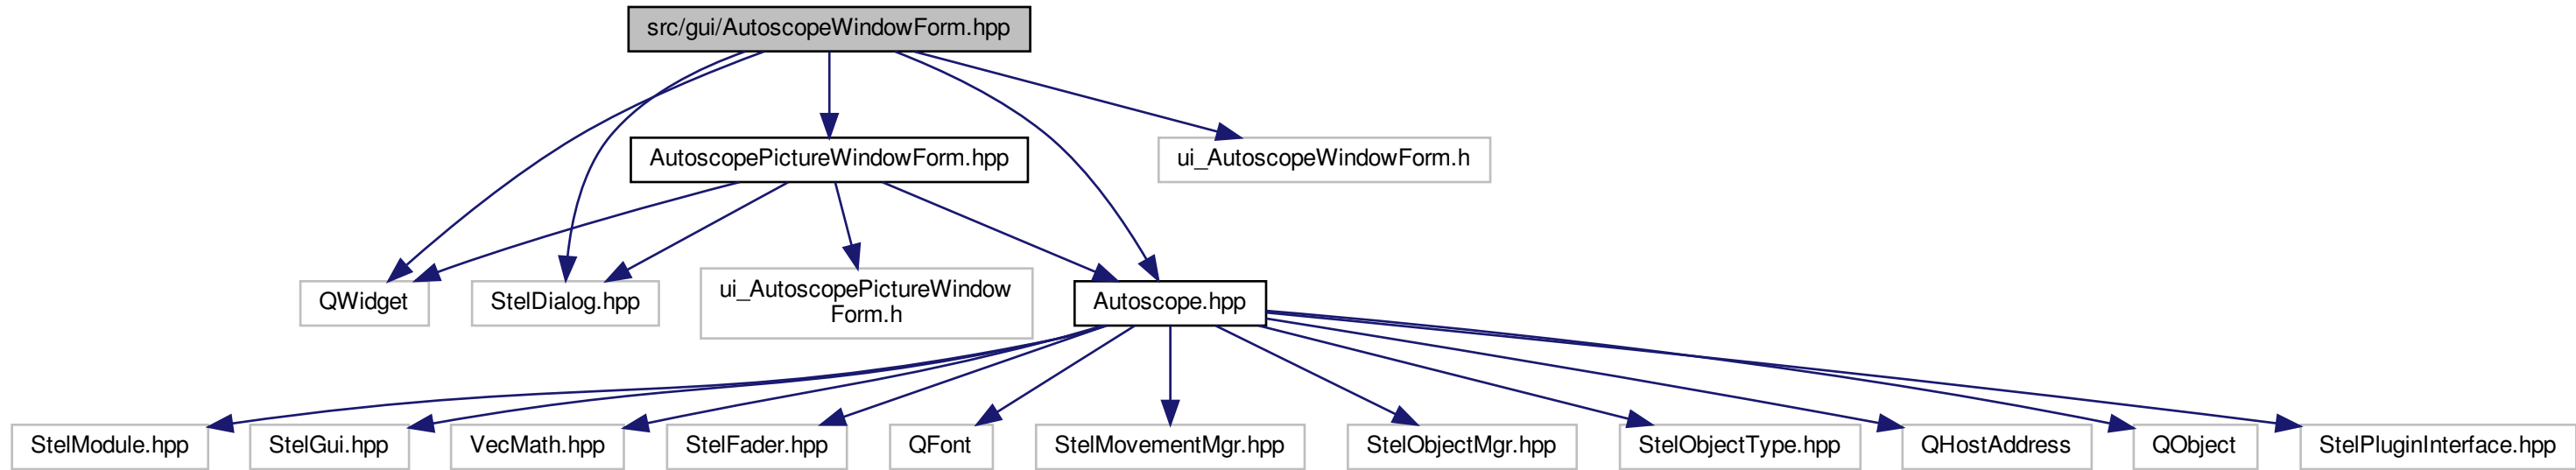 src/gui/AutoscopeWindowForm.hpp
AutoscopePictureWindowForm.hpp
ui_AutoscopeWindowForm.h
QWidget
StelDialog.hpp
ui_AutoscopePictureWindow
Form.h
Autoscope.hpp
StelModule.hpp
StelGui.hpp
VecMath.hpp
StelFader.hpp
QFont
StelMovementMgr.hpp
StelObjectMgr.hpp
StelObjectType.hpp
QHostAddress
QObject
StelPluginInterface.hpp